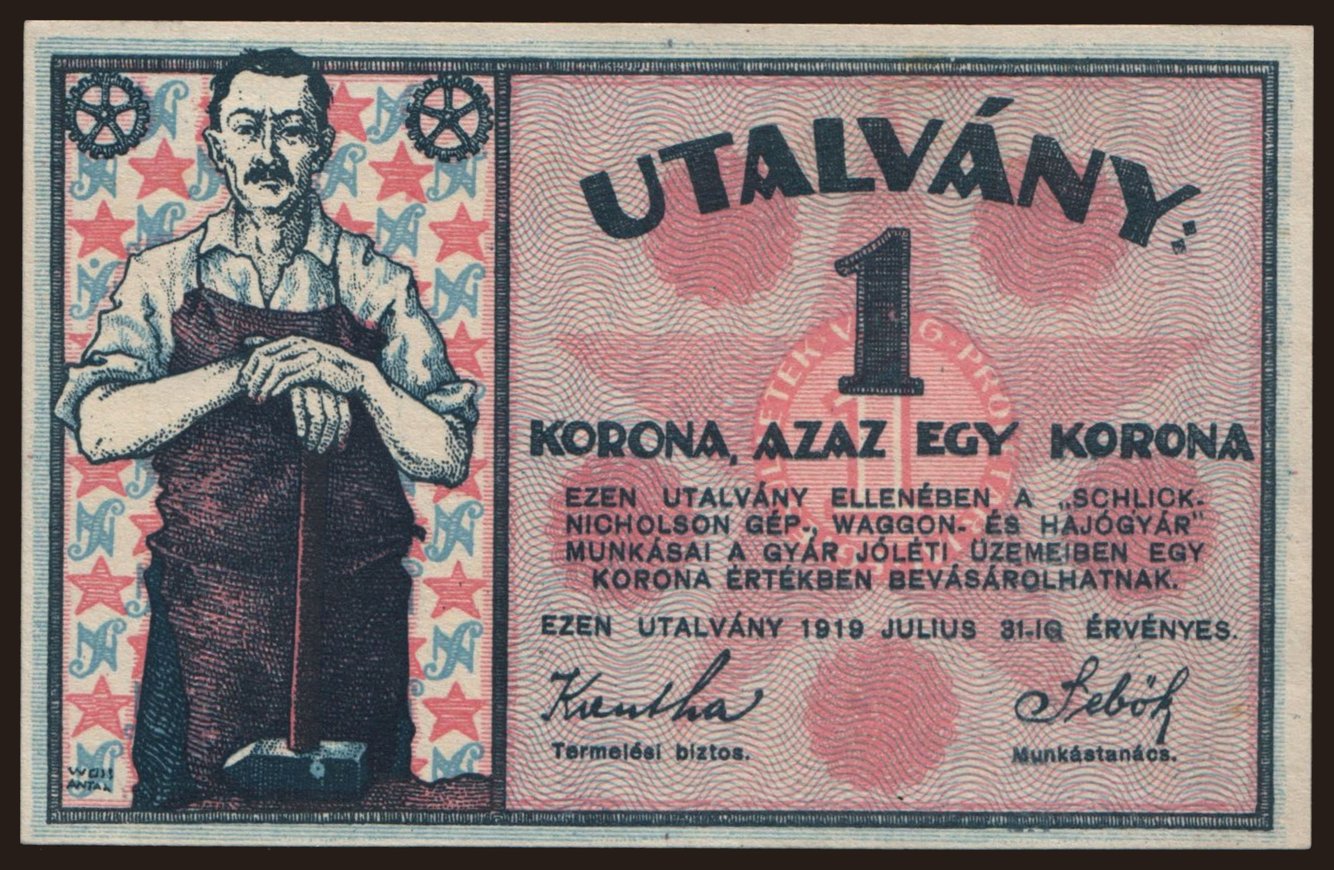 UTALVÁNY:
1
KORONA, AZAZ EGY KORONA
EZEN UTALVÁNY ELLENÉBEN A „SCHLICK-
NICHOLSON GÉP-, WAGGON- ÉS HAJÓGYÁR”
MUNKÁSAI A GYÁR JÓLÉTI ÜZEMEIBEN EGY
KORONA ÉRTÉKBEN BEVÁSÁROLHATNAK.
EZEN UTALVÁNY 1919 JULIUS 31-IG ÉRVÉNYES.
Kuntha Sebők
Termelési biztos. Munkástanács.
WEISS
ANTAL